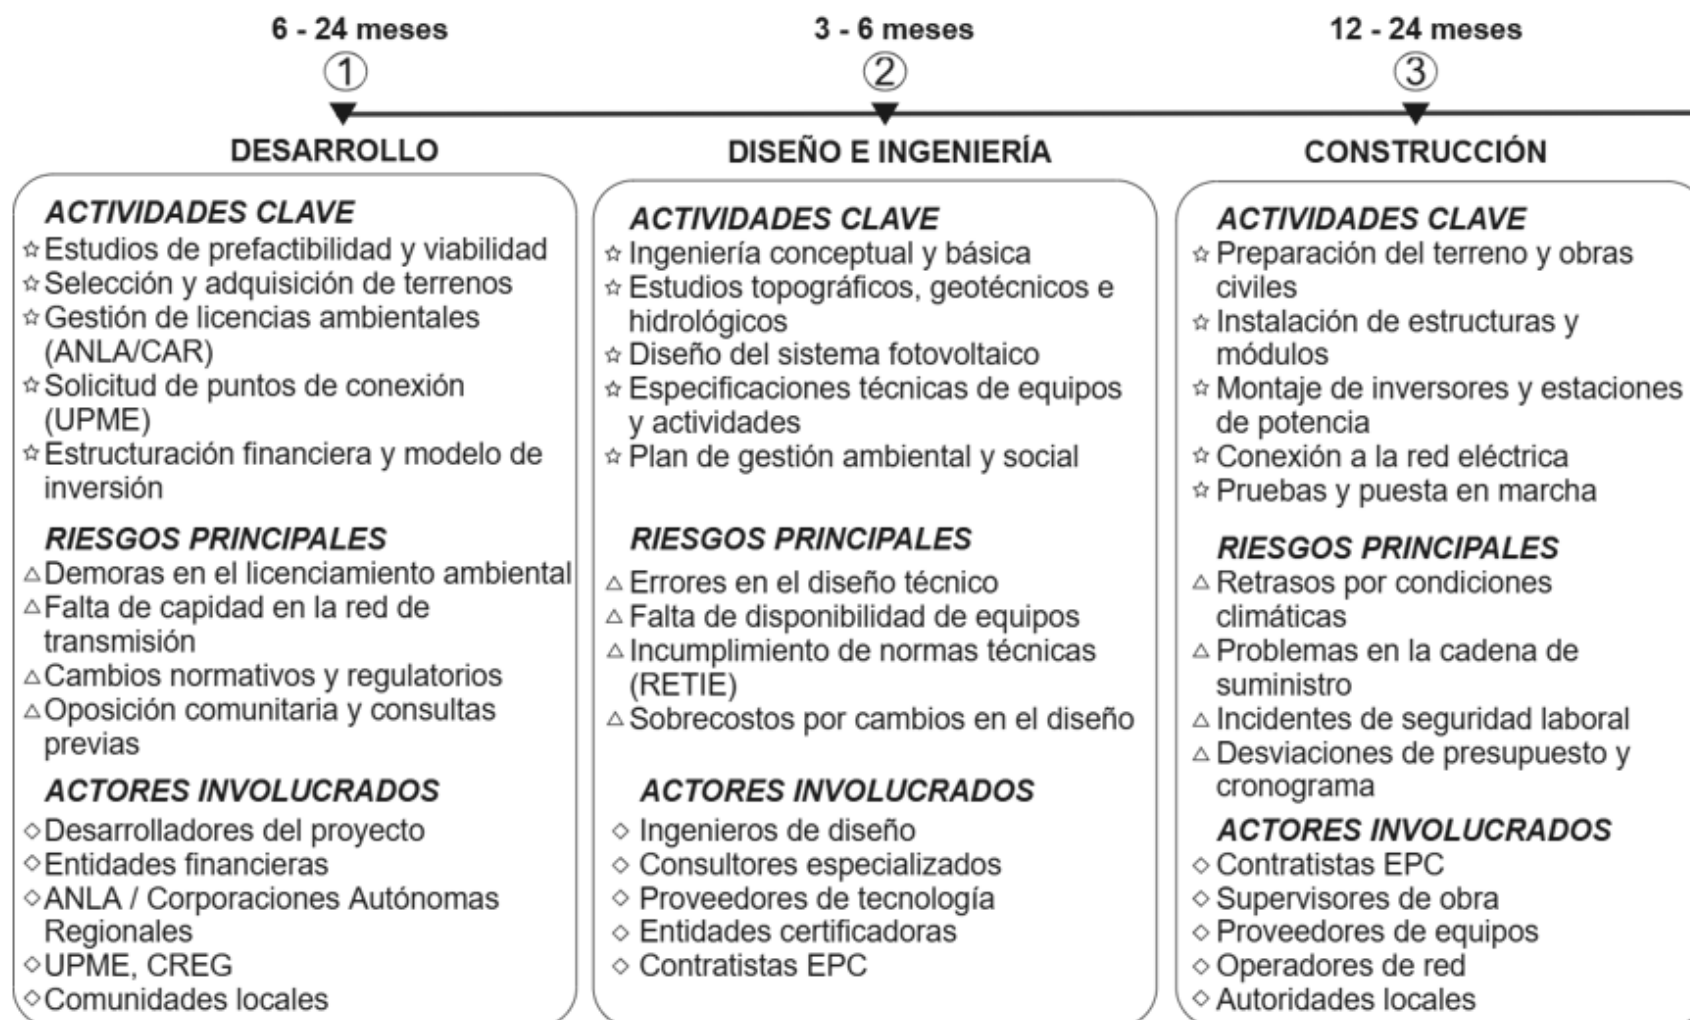 6 - 24 meses
1
DESARROLLO
ACTIVIDADES CLAVE
Estudios de prefactibilidad y viabilidad
Selección y adquisición de terrenos
Gestión de licencias ambientales
(ANLA/CAR)
Solicitud de puntos de conexión
(UPME)
Estructuración financiera y modelo de
inversión
RIESGOS PRINCIPALES
Demoras en el licenciamiento ambiental
Falta de capidad en la red de
transmisión
Cambios normativos y regulatorios
Oposición comunitaria y consultas
previas
ACTORES INVOLUCRADOS
Desarrolladores del proyecto
Entidades financieras
ANLA / Corporaciones Autónomas
Regionales
UPME, CREG
Comunidades locales
3 - 6 meses
2
DISEÑO E INGENIERÍA
ACTIVIDADES CLAVE
Ingeniería conceptual y básica
Estudios topográficos, geotécnicos e
hidrológicos
Diseño del sistema fotovoltaico
Especificaciones técnicas de equipos
y actividades
Plan de gestión ambiental y social
RIESGOS PRINCIPALES
Errores en el diseño técnico
Falta de disponibilidad de equipos
Incumplimiento de normas técnicas
(RETIE)
Sobrecostos por cambios en el diseño
ACTORES INVOLUCRADOS
Ingenieros de diseño
Consultores especializados
Proveedores de tecnología
Entidades certificadoras
Contratistas EPC
12 - 24 meses
3
CONSTRUCCIÓN
ACTIVIDADES CLAVE
Preparación del terreno y obras
civiles
Instalación de estructuras y
módulos
Montaje de inversores y estaciones
de potencia
Conexión a la red eléctrica
Pruebas y puesta en marcha
RIESGOS PRINCIPALES
Retrasos por condiciones
climáticas
Problemas en la cadena de
suministro
Incidentes de seguridad laboral
Desviaciones de presupuesto y
cronograma
ACTORES INVOLUCRADOS
Contratistas EPC
Supervisores de obra
Proveedores de equipos
Operadores de red
Autoridades locales